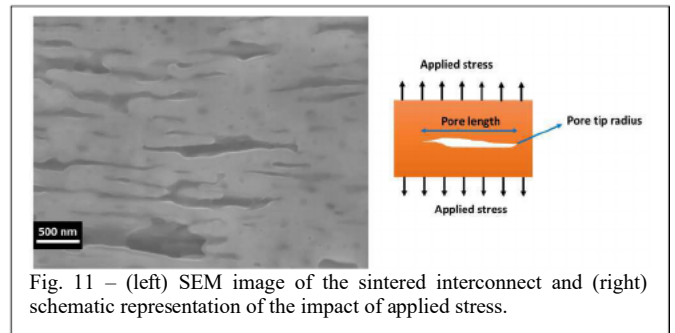 Applied stress
Pore length
Pore tip radius
Applied stress
500 nm
Fig. 11 – (left) SEM image of the sintered interconnect and (right)
schematic representation of the impact of applied stress.